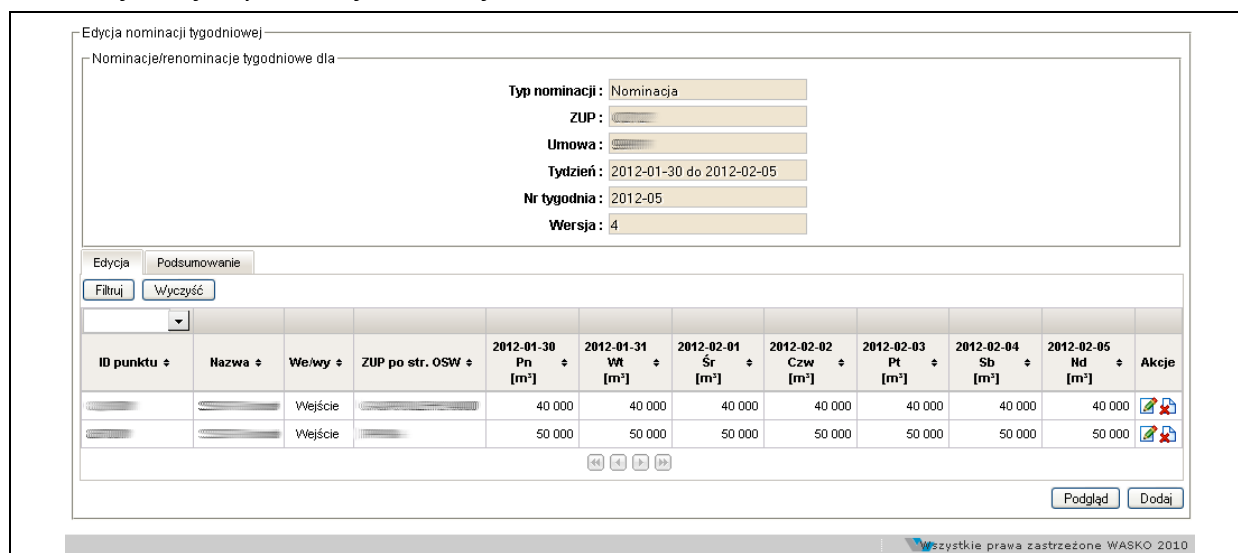 Edycja nominacji tygodniowej
Nominacje/renominacje tygodniowe dla
Typ nominacji : Nominacja
ZUP :
Umowa :
Tydzień : 2012-01-30 do 2012-02-05
Nr tygodnia : 2012-05
Wersja : 4
Edycja Podsumowanie
Filtruj Wyczyść
ID punktu Nazwa We/wy ZUP po str. OSW 2012-01-30 Pn [m³] 2012-01-31 Wt [m³] 2012-02-01 Śr [m³] 2012-02-02 Czw [m³] 2012-02-03 Pt [m³] 2012-02-04 Sb [m³] 2012-02-05 Nd [m³] Akcje
Wejście 40 000 40 000 40 000 40 000 40 000 40 000 40 000
Wejście 50 000 50 000 50 000 50 000 50 000 50 000 50 000
Podgląd Dodaj
Wszystkie prawa zastrzeżone WASKO 2010